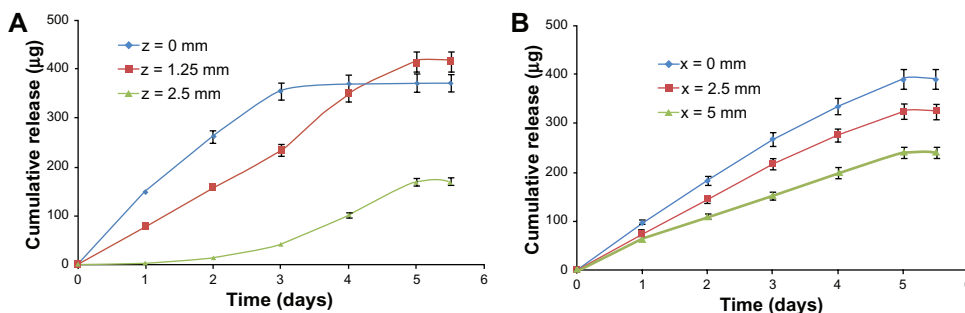 A
500
400
300
200
100
0
0 1 2 3 4 5 6
Cumulative release (µg)
Time (days)
z = 0 mm
z = 1.25 mm
z = 2.5 mm
B
500
400
300
200
100
0
0 1 2 3 4 5 6
Cumulative release (µg)
Time (days)
x = 0 mm
x = 2.5 mm
x = 5 mm